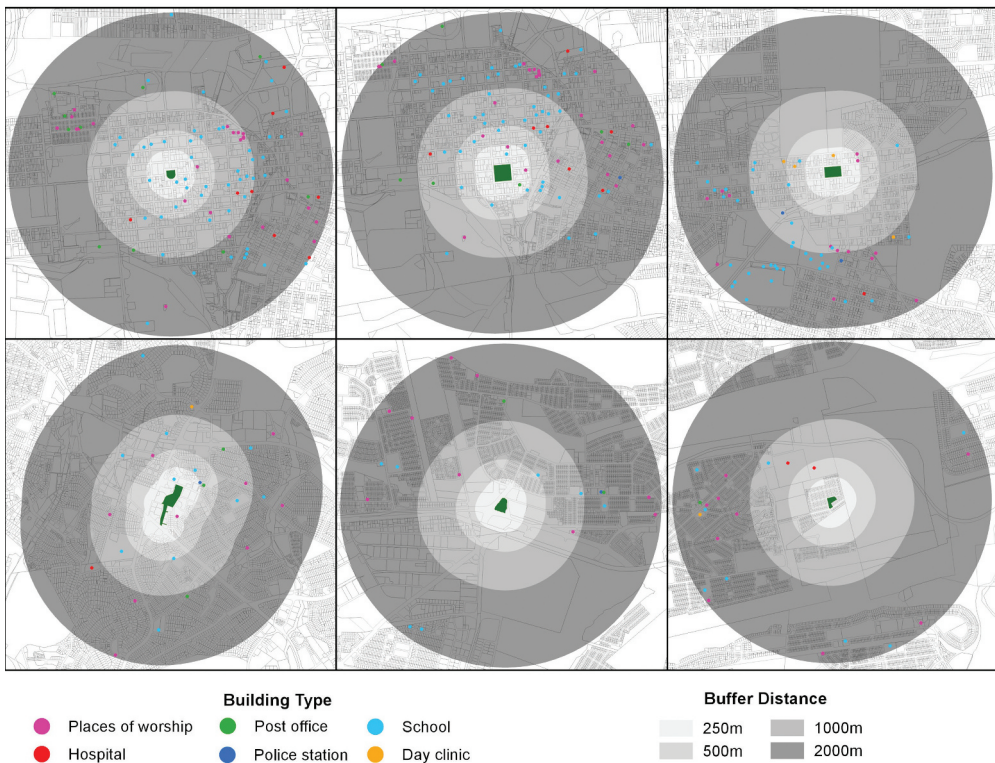 Building Type
Buffer Distance
Places of worship
Post office
School
250m
1000m
Hospital
Police station
Day clinic
500m
2000m